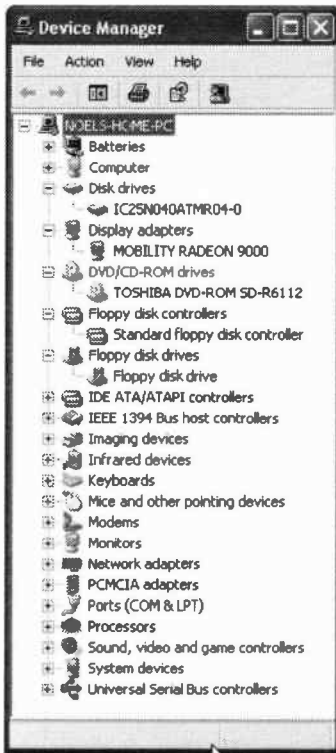 Device Manager
File Action View Help
NOELS-HOME-PC
Batteries
Computer
Disk drives
IC25N040ATMR04-0
Display adapters
MOBILITY RADEON 9000
DVD/CD-ROM drives
TOSHIBA DVD-ROM SD-R6112
Floppy disk controllers
Standard floppy disk controller
Floppy disk drives
Floppy disk drive
IDE ATA/ATAPI controllers
IEEE 1394 Bus host controllers
Imaging devices
Infrared devices
Keyboards
Mice and other pointing devices
Modems
Monitors
Network adapters
PCMCIA adapters
Ports (COM & LPT)
Processors
Sound, video and game controllers
System devices
Universal Serial Bus controllers